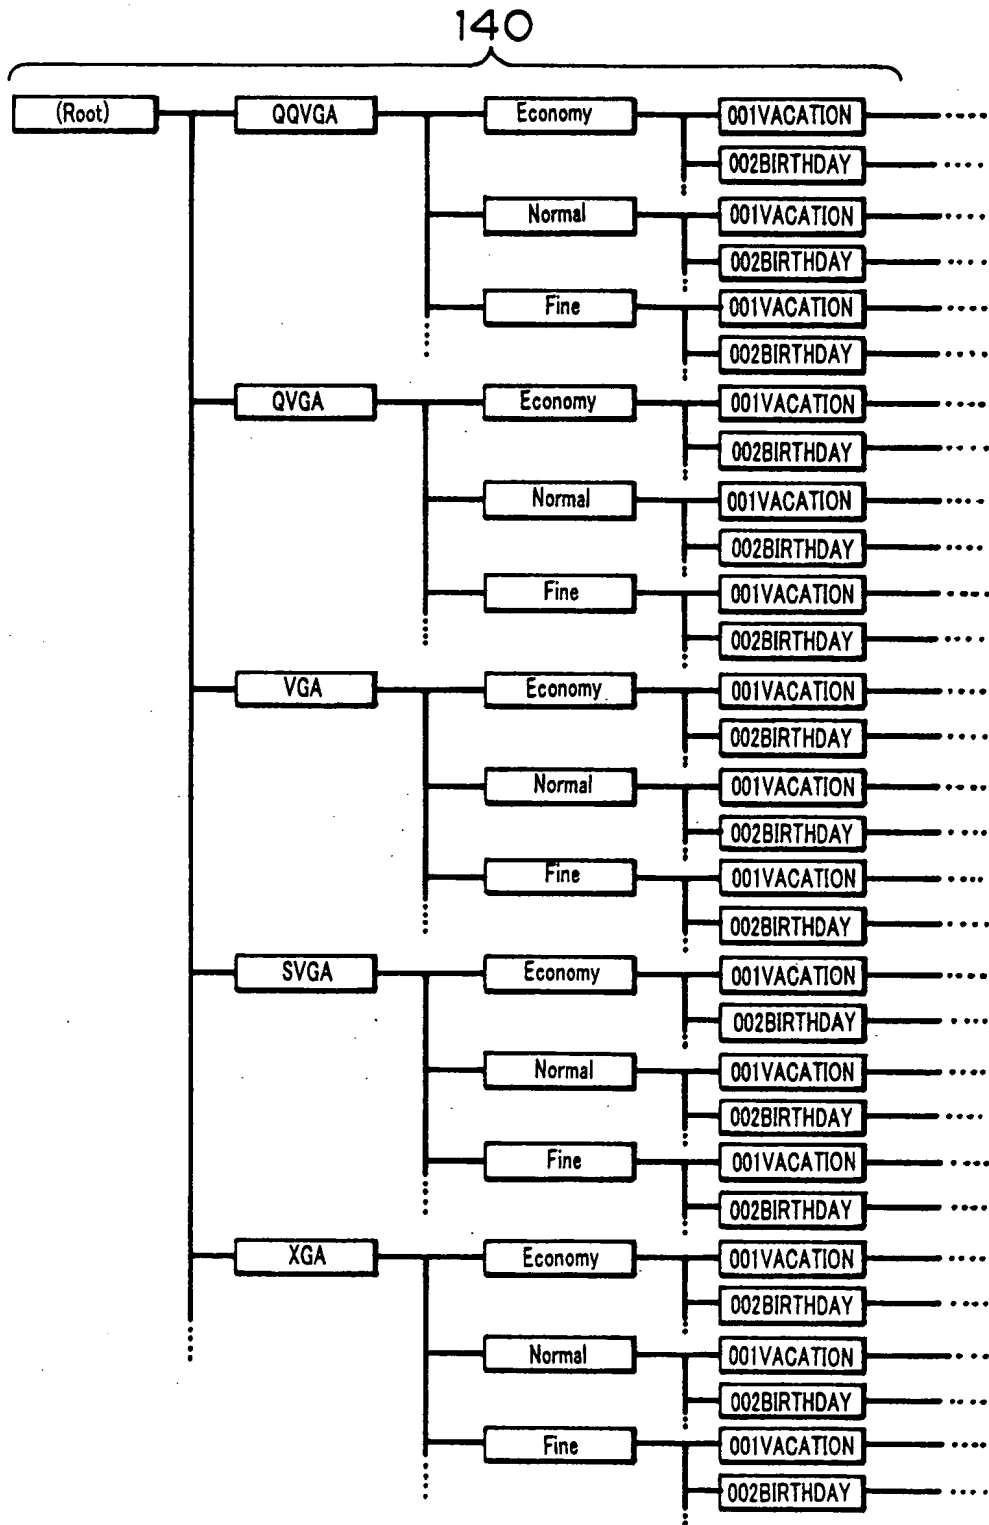 140
(Root) QQVGA Economy 001VACATION
002BIRTHDAY
Normal 001VACATION
002BIRTHDAY
Fine 001VACATION
002BIRTHDAY
QVGA Economy 001VACATION
002BIRTHDAY
Normal 001VACATION
002BIRTHDAY
Fine 001VACATION
002BIRTHDAY
VGA Economy 001VACATION
002BIRTHDAY
Normal 001VACATION
002BIRTHDAY
Fine 001VACATION
002BIRTHDAY
SVGA Economy 001VACATION
002BIRTHDAY
Normal 001VACATION
002BIRTHDAY
Fine 001VACATION
002BIRTHDAY
XGA Economy 001VACATION
002BIRTHDAY
Normal 001VACATION
002BIRTHDAY
Fine 001VACATION
002BIRTHDAY